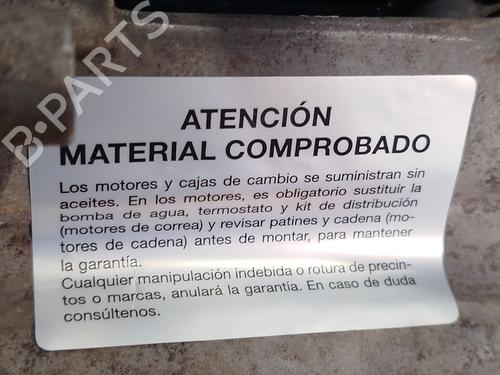 B-PARTS
ATENCIÓN
MATERIAL COMPROBADO
Los motores y cajas de cambio se suministran sin
aceites. En los motores, es obligatorio sustituir la
bomba de agua, termostato y kit de distribución
(motores de correa) y revisar patines y cadena (mo-
tores de cadena) antes de montar, para mantener
la garantía.
Cualquier manipulación indebida o rotura de precin-
tos o marcas, anulará la garantía. En caso de duda
consúltenos.